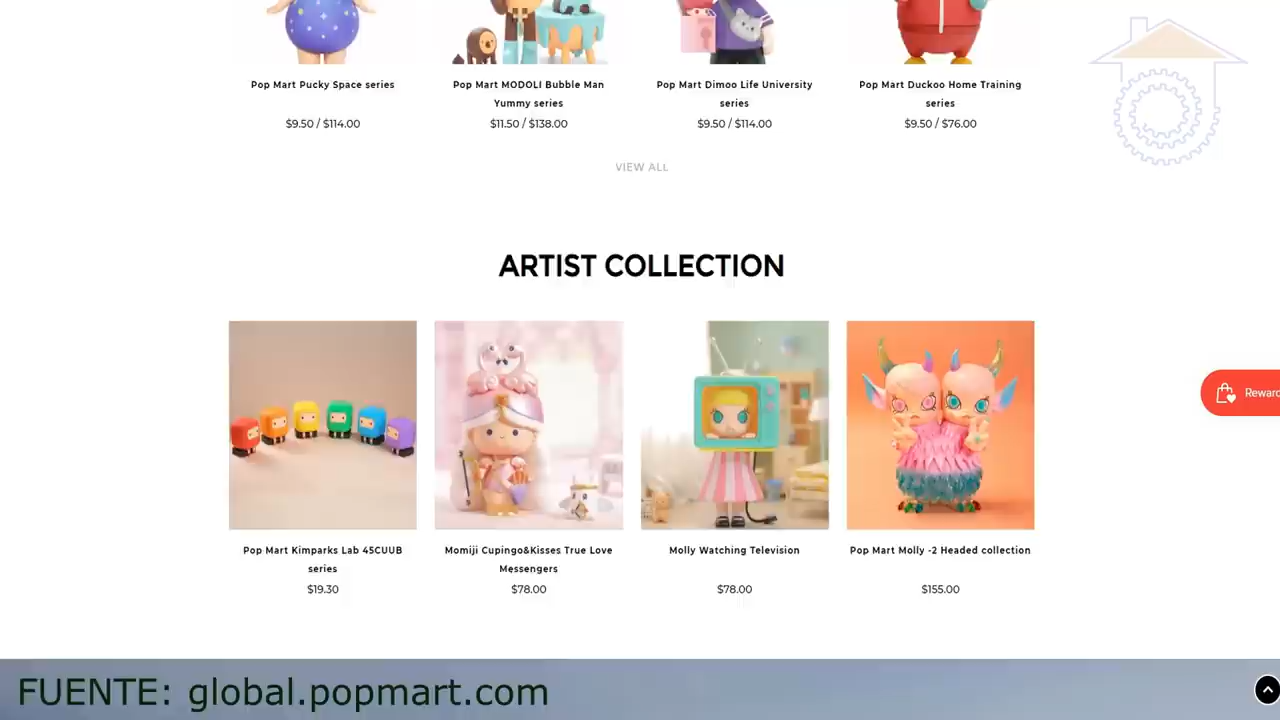 Pop Mart Pucky Space series
$9.50 / $114.00
Pop Mart MODOLI Bubble Man
Yummy series
$11.50 / $138.00
Pop Mart Dimoo Life University
series
$9.50 / $114.00
Pop Mart Duckoo Home Training
series
$9.50 / $76.00
VIEW ALL
ARTIST COLLECTION
Pop Mart Kimparks Lab 45CUUB
series
$19.30
Momiji Cupingo&Kisses True Love
Messengers
$78.00
Molly Watching Television
$78.00
Pop Mart Molly -2 Headed collection
$155.00
Reward
FUENTE: global.popmart.com